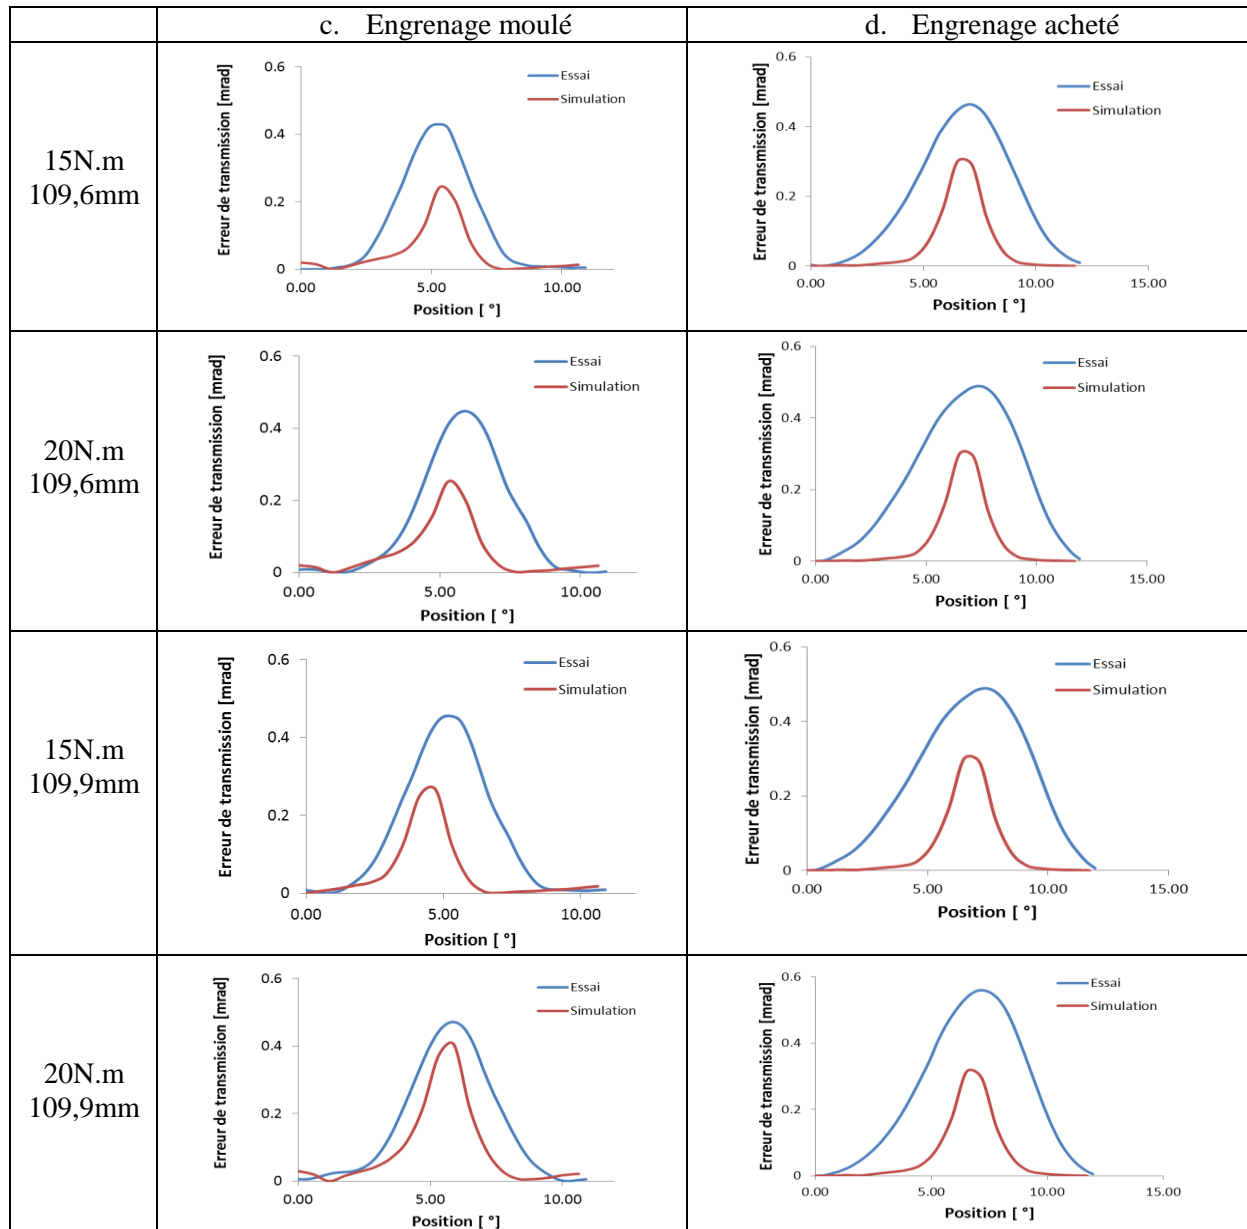 c. Engrenage moulé
d. Engrenage acheté
15N.m
109,6mm
Erreur de transmission [mrad]
0.6
0.4
0.2
0
0.00
5.00
10.00
Position [ °]
Essai
Simulation
Erreur de transmission [mrad]
0.6
0.4
0.2
0
0.00
5.00
10.00
15.00
Position [ °]
Essai
Simulation
20N.m
109,6mm
Erreur de transmission [mrad]
0.6
0.4
0.2
0
0.00
5.00
10.00
Position [ °]
Essai
Simulation
Erreur de transmission [mrad]
0.6
0.4
0.2
0
0.00
5.00
10.00
15.00
Position [ °]
Essai
Simulation
15N.m
109,9mm
Erreur de transmission [mrad]
0.6
0.4
0.2
0
0.00
5.00
10.00
Position [ °]
Essai
Simulation
Erreur de transmission [mrad]
0.6
0.4
0.2
0
0.00
5.00
10.00
15.00
Position [ °]
Essai
Simulation
20N.m
109,9mm
Erreur de transmission [mrad]
0.6
0.4
0.2
0
0.00
5.00
10.00
Position [ °]
Essai
Simulation
Erreur de transmission [mrad]
0.6
0.4
0.2
0
0.00
5.00
10.00
15.00
Position [ °]
Essai
Simulation